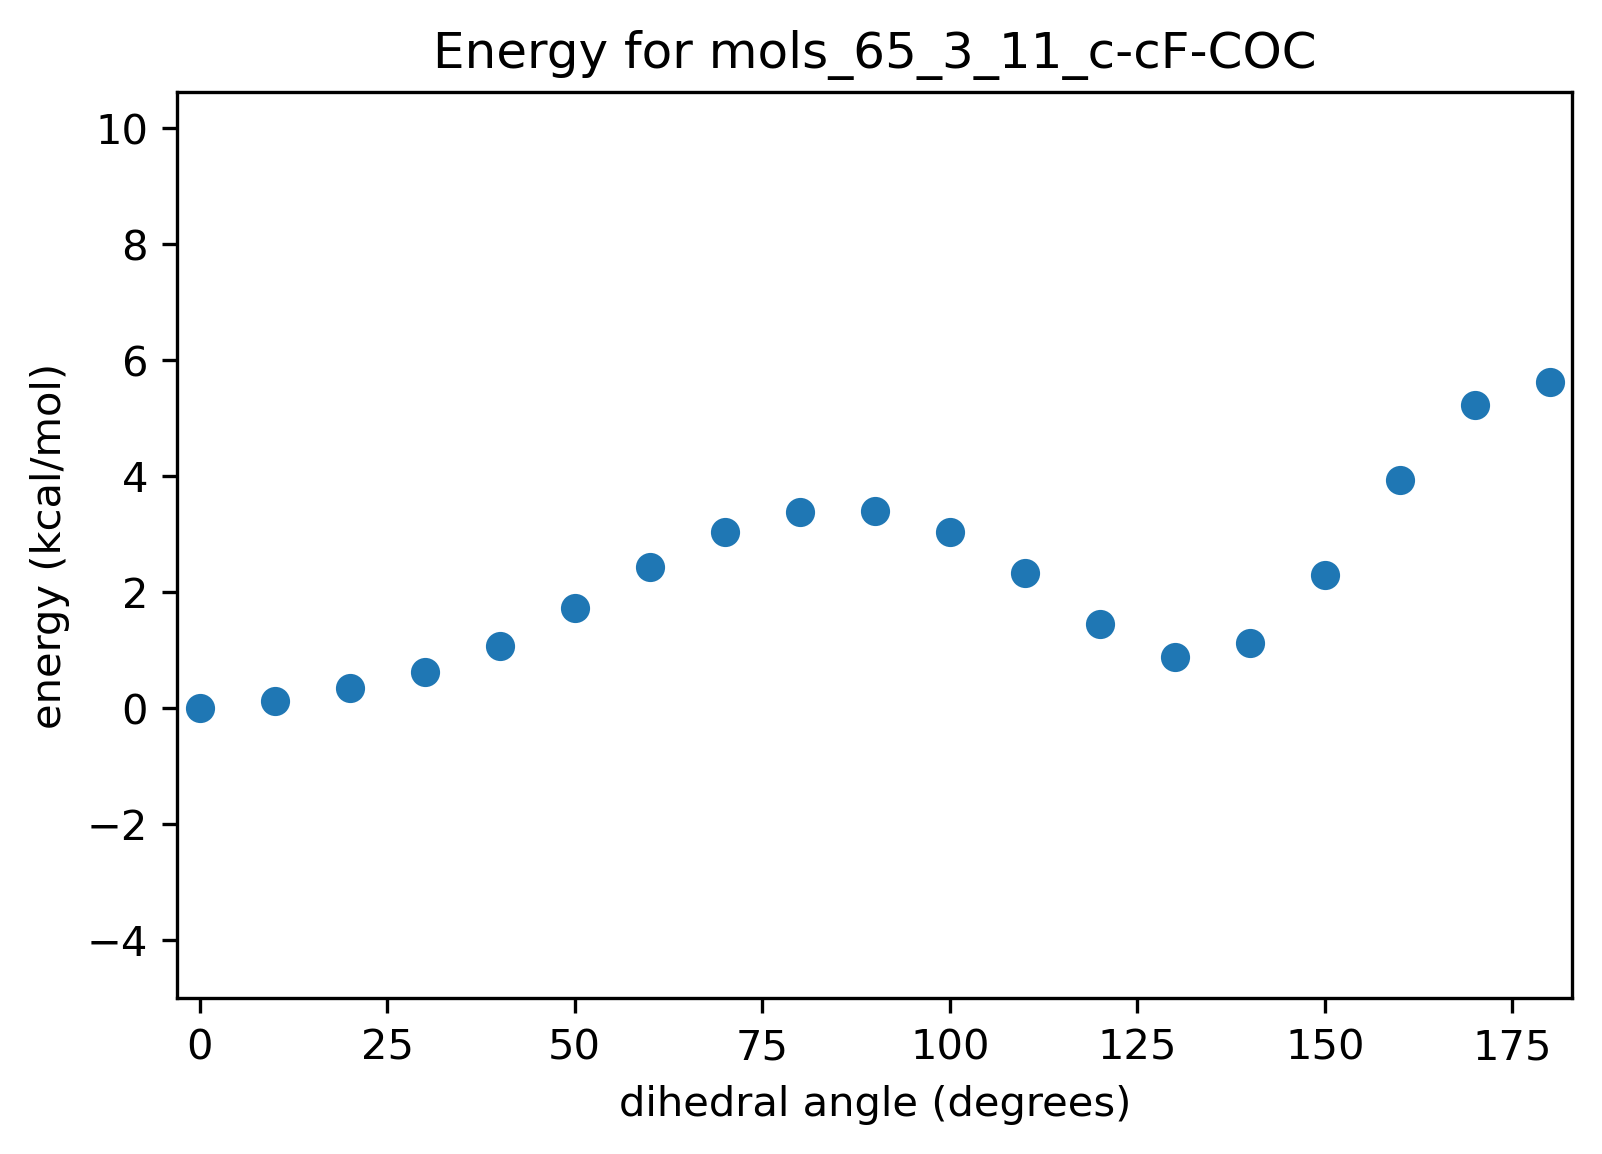 Energy for mols_65_3_11_c-cF-COC
10
8
6
4
2
0
−2
−4
energy (kcal/mol)
0 25 50 75 100 125 150 175
dihedral angle (degrees)